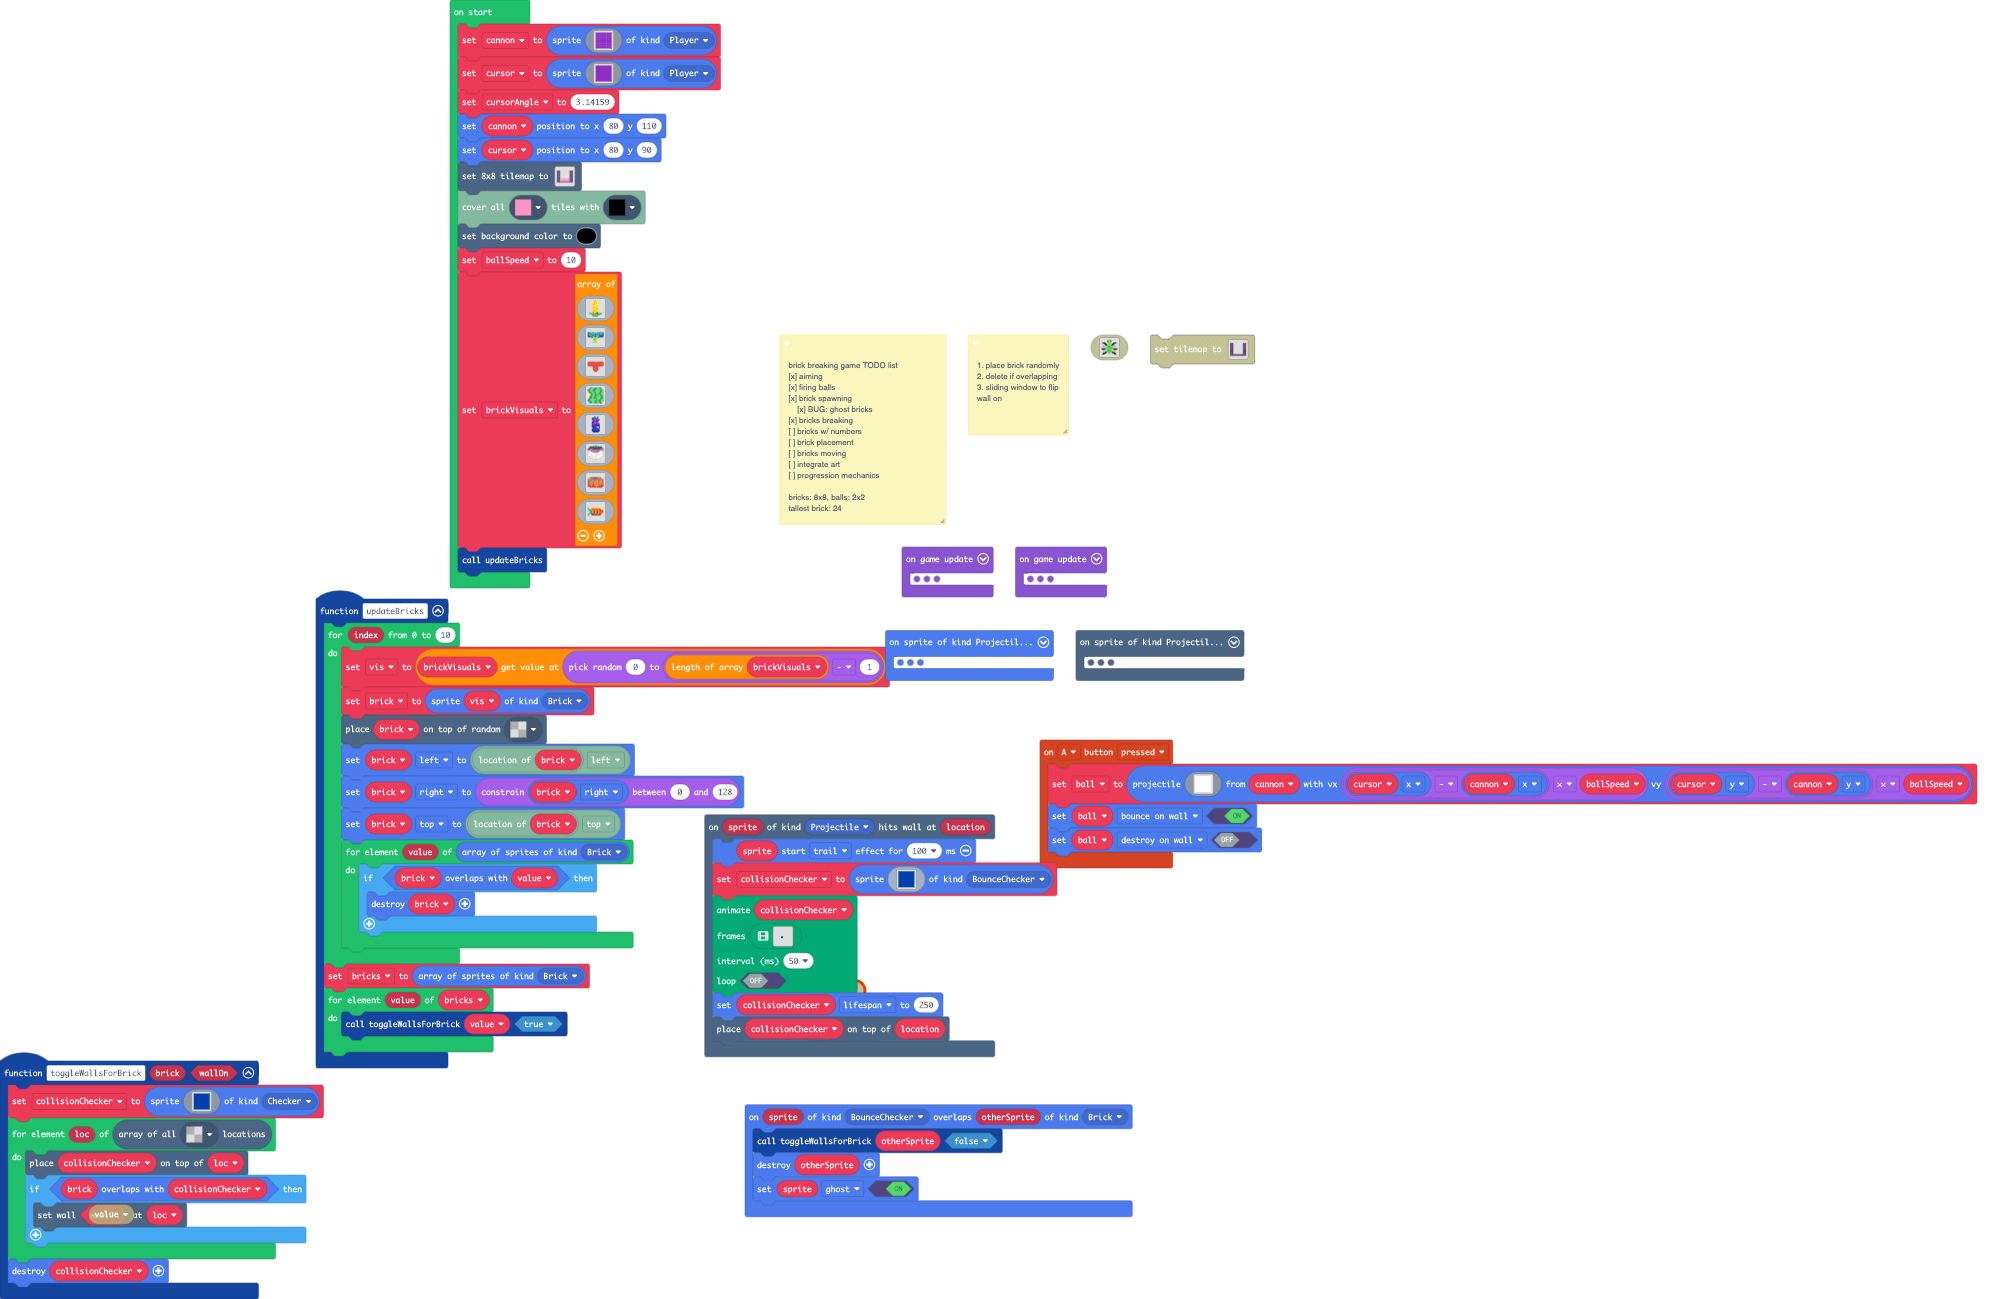 on start
set cannon to sprite of kind Player
set cursor to sprite of kind Player
set cursorAngle to 3.14159
set cannon position to x 80 y 110
set cursor position to x 80 y 90
set 8x8 tilemap to
cover all tiles with
set background color to
set ballSpeed to 10
array of
set brickVisuals to
call updateBricks
brick breaking game TODO list
[x] aiming
[x] firing balls
[x] brick spawning
[x] BUG: ghost bricks
[x] bricks breaking
[ ] bricks w/ numbers
[ ] brick placement
[ ] bricks moving
[ ] integrate art
[ ] progression mechanics
bricks: 8x8, balls: 2x2
tallest brick: 24
1. place brick randomly
2. delete if overlapping
3. sliding window to flip
wall on
set tilemap to
on game update
on game update
function updateBricks
for index from 0 to 10
do
set vis to brickVisuals get value at pick random 0 to length of array brickVisuals - 1
set brick to sprite vis of kind Brick
place brick on top of random
set brick left to location of brick left
set brick right to constrain brick right between 0 and 128
set brick top to location of brick top
for element value of array of sprites of kind Brick
do
if brick overlaps with value then
destroy brick
set bricks to array of sprites of kind Brick
for element value of bricks
do
call toggleWallsForBrick value true
on sprite of kind Projectil...
on sprite of kind Projectil...
on A button pressed
set ball to projectile from cannon with vx cursor x - cannon x × ballSpeed vy cursor y - cannon y × ballSpeed
set ball bounce on wall ON
set ball destroy on wall OFF
on sprite of kind Projectile hits wall at location
sprite start trail effect for 100 ms
set collisionChecker to sprite of kind BounceChecker
animate collisionChecker
frames
interval (ms) 50
loop OFF
set collisionChecker lifespan to 250
place collisionChecker on top of location
function toggleWallsForBrick brick wallOn
set collisionChecker to sprite of kind Checker
for element loc of array of all locations
do
place collisionChecker on top of loc
if brick overlaps with collisionChecker then
set wall value at loc
destroy collisionChecker
on sprite of kind BounceChecker overlaps otherSprite of kind Brick
call toggleWallsForBrick otherSprite false
destroy otherSprite
set sprite ghost ON